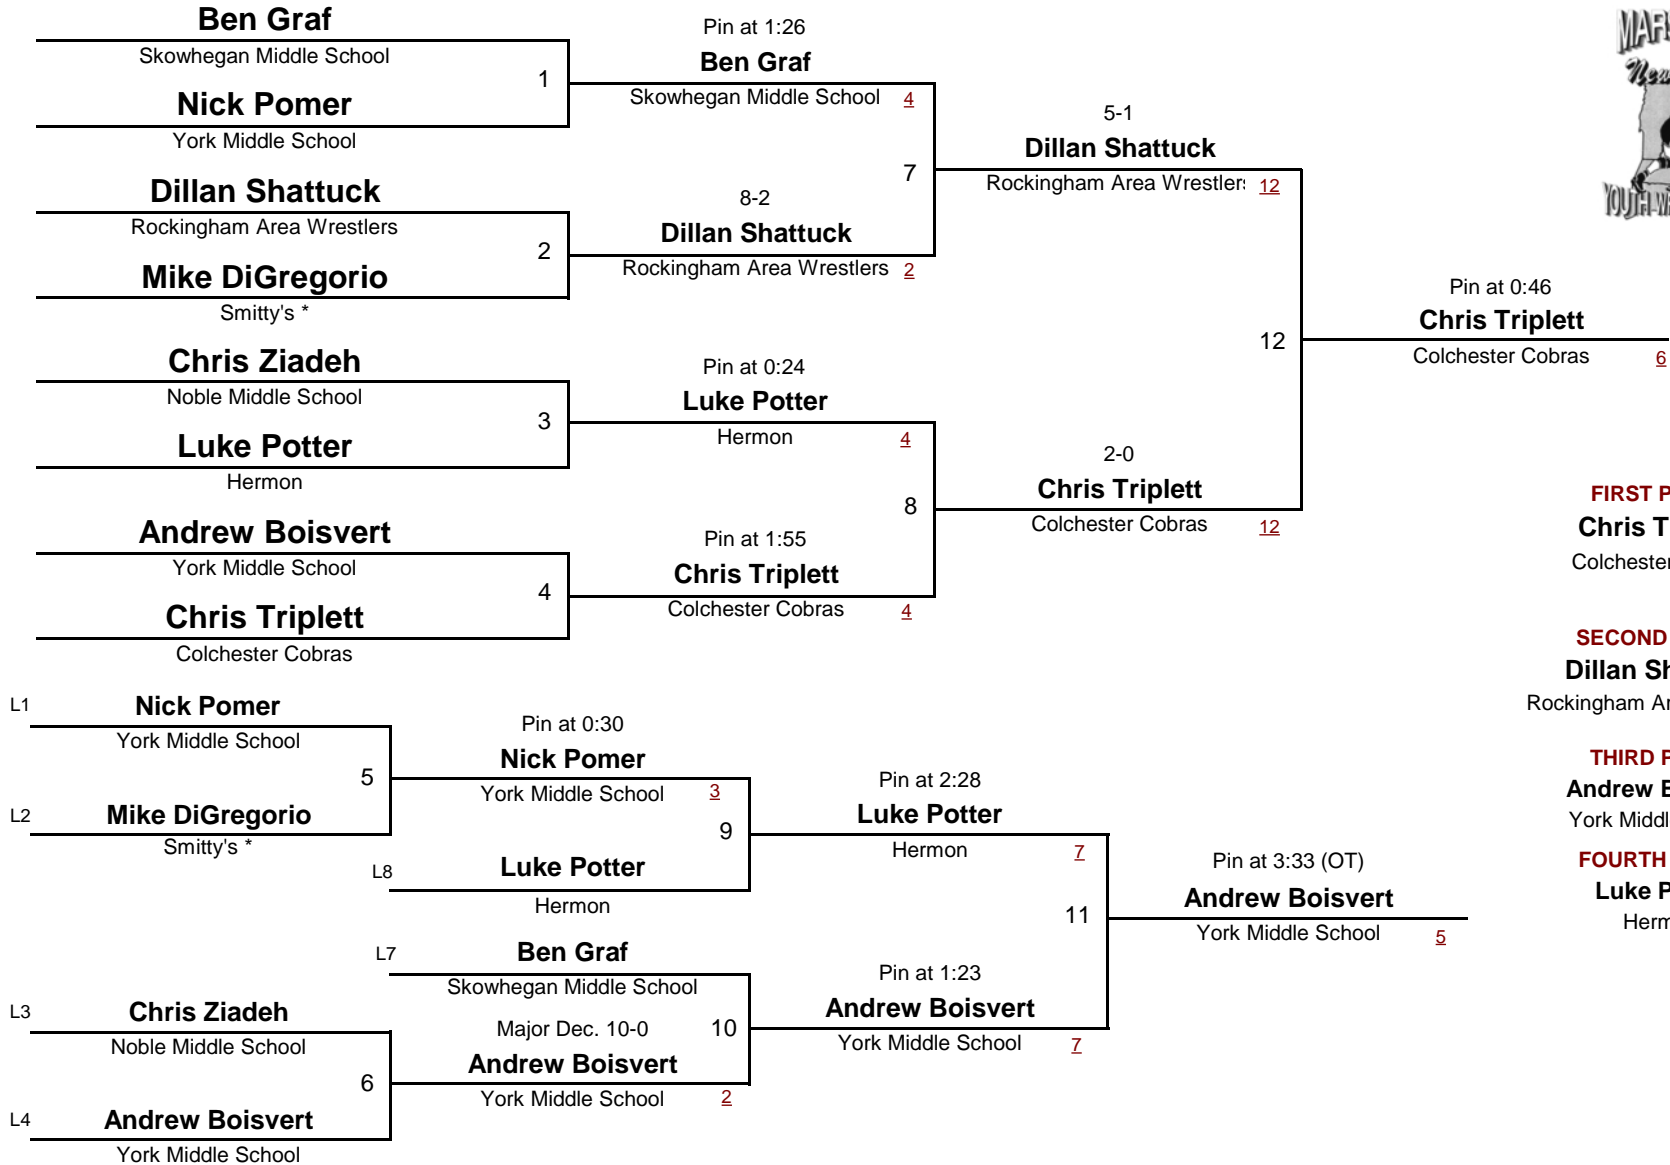 Ben Graf
Skowhegan Middle School
1
Nick Pomer
York Middle School
Dillan Shattuck
Rockingham Area Wrestlers
2
Mike DiGregorio
Smitty's *
Chris Ziadeh
Noble Middle School
3
Luke Potter
Hermon
Andrew Boisvert
York Middle School
4
Chris Triplett
Colchester Cobras
Pin at 1:26
Ben Graf
Skowhegan Middle School 4
7
8-2
Dillan Shattuck
Rockingham Area Wrestlers 2
Pin at 0:24
Luke Potter
Hermon 4
8
Pin at 1:55
Chris Triplett
Colchester Cobras 4
5-1
Dillan Shattuck
Rockingham Area Wrestlers 12
12
2-0
Chris Triplett
Colchester Cobras 12
Pin at 0:46
Chris Triplett
Colchester Cobras 6
L1 Nick Pomer
York Middle School
5
L2 Mike DiGregorio
Smitty's *
Pin at 0:30
Nick Pomer
York Middle School 3
9
L8 Luke Potter
Hermon
L7 Ben Graf
Skowhegan Middle School
L3 Chris Ziadeh
Noble Middle School
6
L4 Andrew Boisvert
York Middle School
Major Dec. 10-0 10
Andrew Boisvert
York Middle School 2
Pin at 2:28
Luke Potter
Hermon 7
11
Pin at 1:23
Andrew Boisvert
York Middle School 7
Pin at 3:33 (OT)
Andrew Boisvert
York Middle School 5
YOUTH
FIRST P
Chris T
Colchester
SECOND
Dillan Sh
Rockingham Ar
THIRD P
Andrew B
York Middl
FOURTH
Luke P
Herm